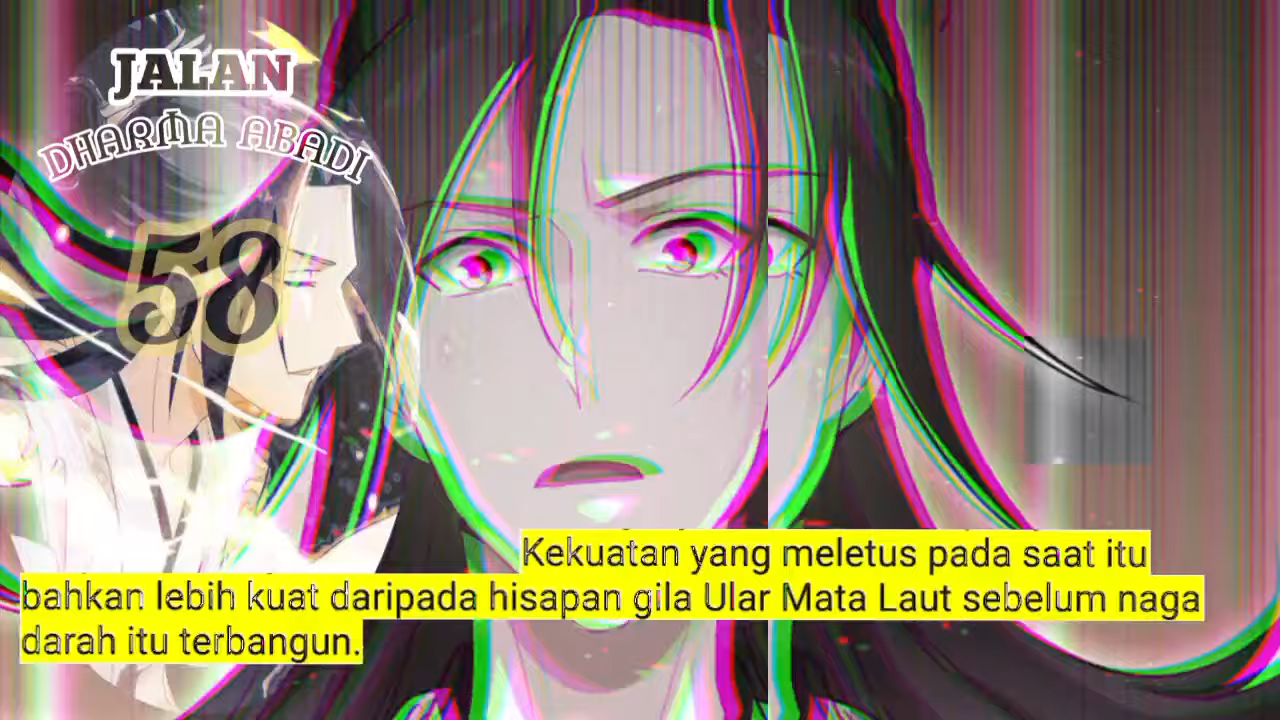 JALAN
DHARMA ABADI
58
Kekuatan yang meletus pada saat itu
bahkan lebih kuat daripada hisapan gila Ular Mata Laut sebelum naga
darah itu terbangun.